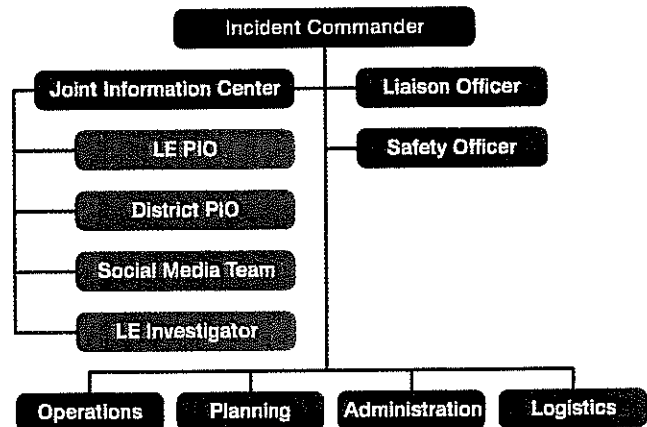 Incident Commander
Joint Information Center
Liaison Officer
LE PIO
Safety Officer
District PIO
Social Media Team
LE Investigator
Operations
Planning
Administration
Logistics